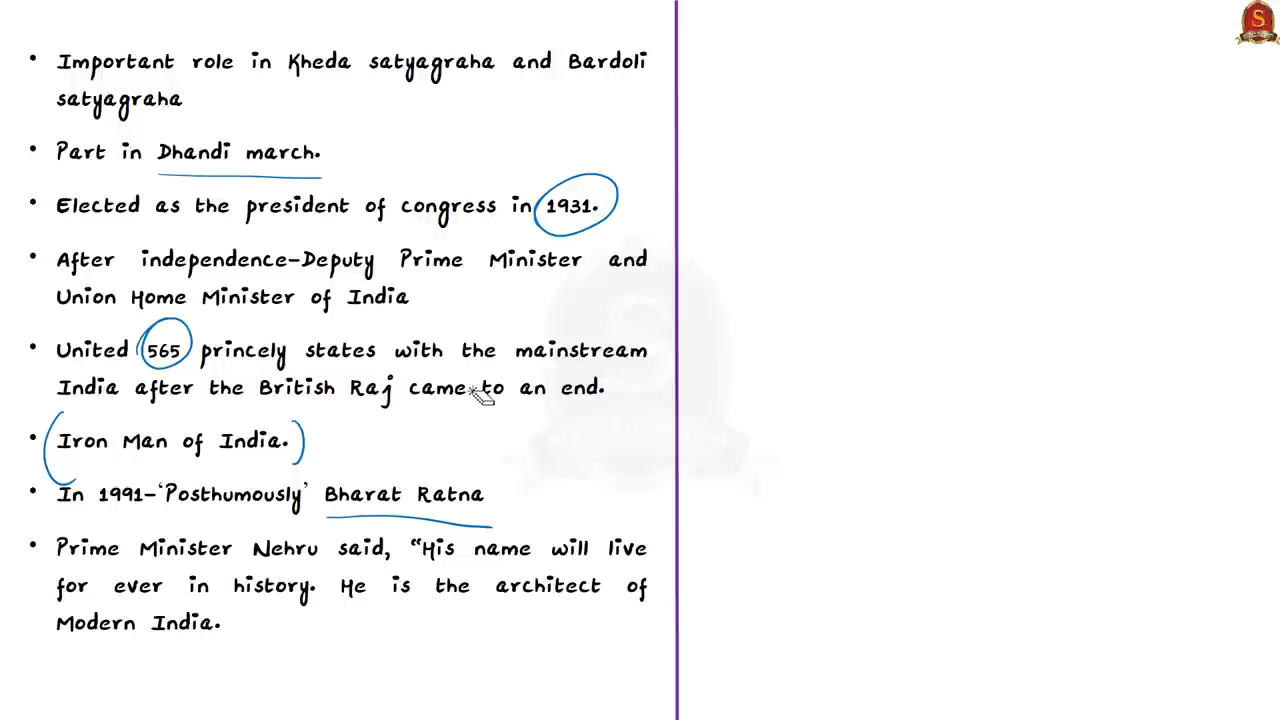 • Important role in Kheda satyagraha and Bardoli
satyagraha
• Part in Dhandi march.
• Elected as the president of congress in 1931.
• After independence-Deputy Prime Minister and
Union Home Minister of India
• United 565 princely states with the mainstream
India after the British Raj came to an end.
• Iron Man of India.
• In 1991-‘Posthumously’ Bharat Ratna
• Prime Minister Nehru said, “His name will live
for ever in history. He is the architect of
Modern India.
S